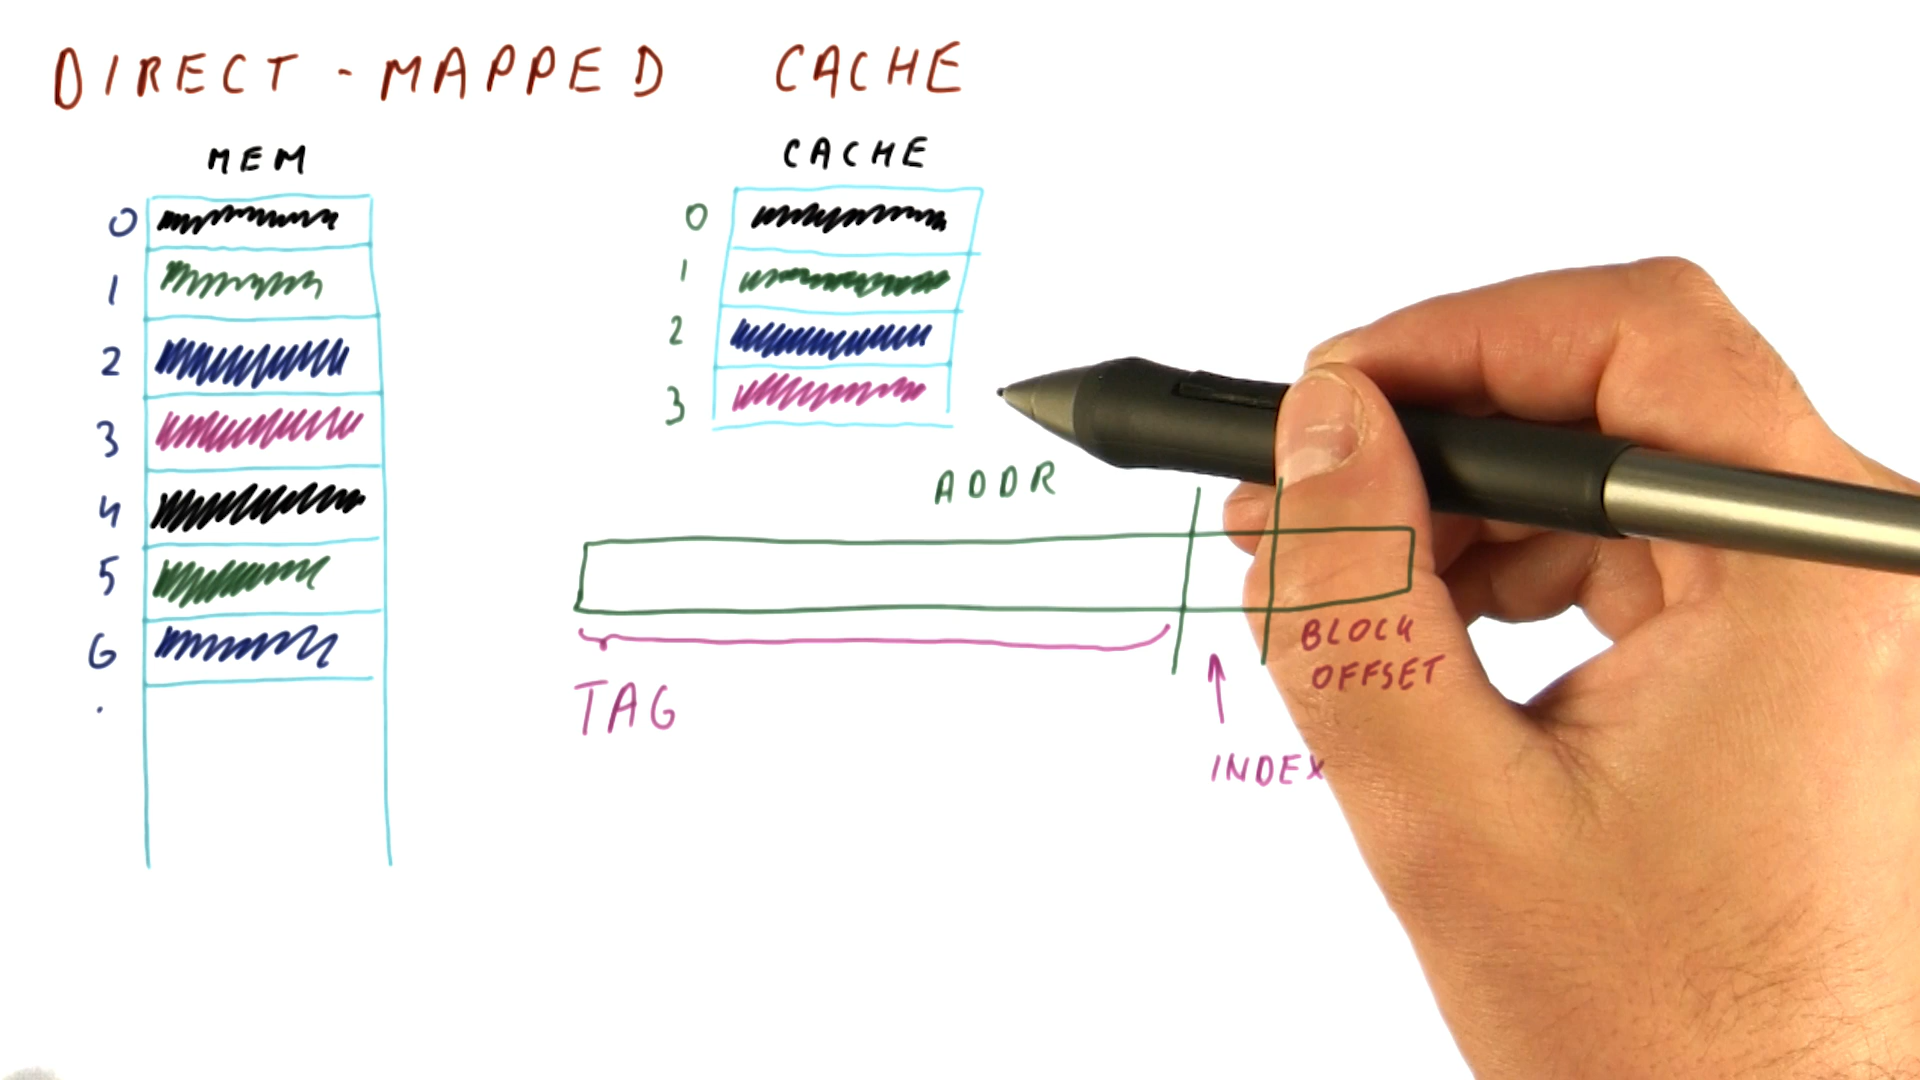 DIRECT-MAPPED CACHE
MEM
0
1
2
3
4
5
6
.
CACHE
0
1
2
3
ADDR
BLOCK
OFFSET
TAG
INDEX